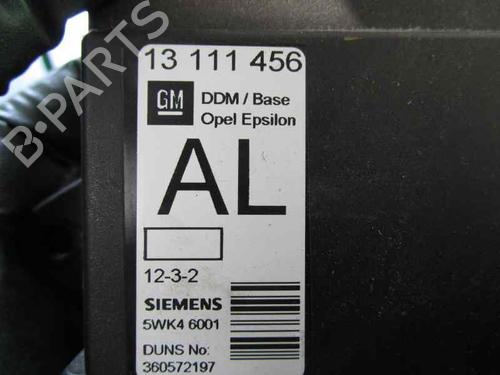 13 111 456
GM
DDM / Base
Opel Epsilon
AL
12-3-2
SIEMENS
5WK4 6001
DUNS No:
360572197
B-PARTS